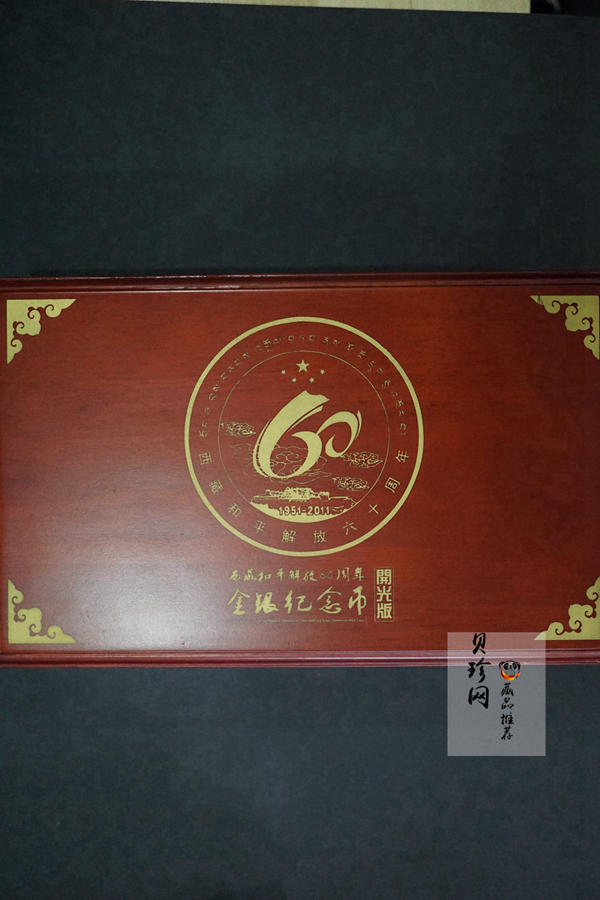 60
1951-2011
西藏和平解放六十周年
西藏和平解放60周年
金银纪念币
開光版
贝珍网
藏品推荐